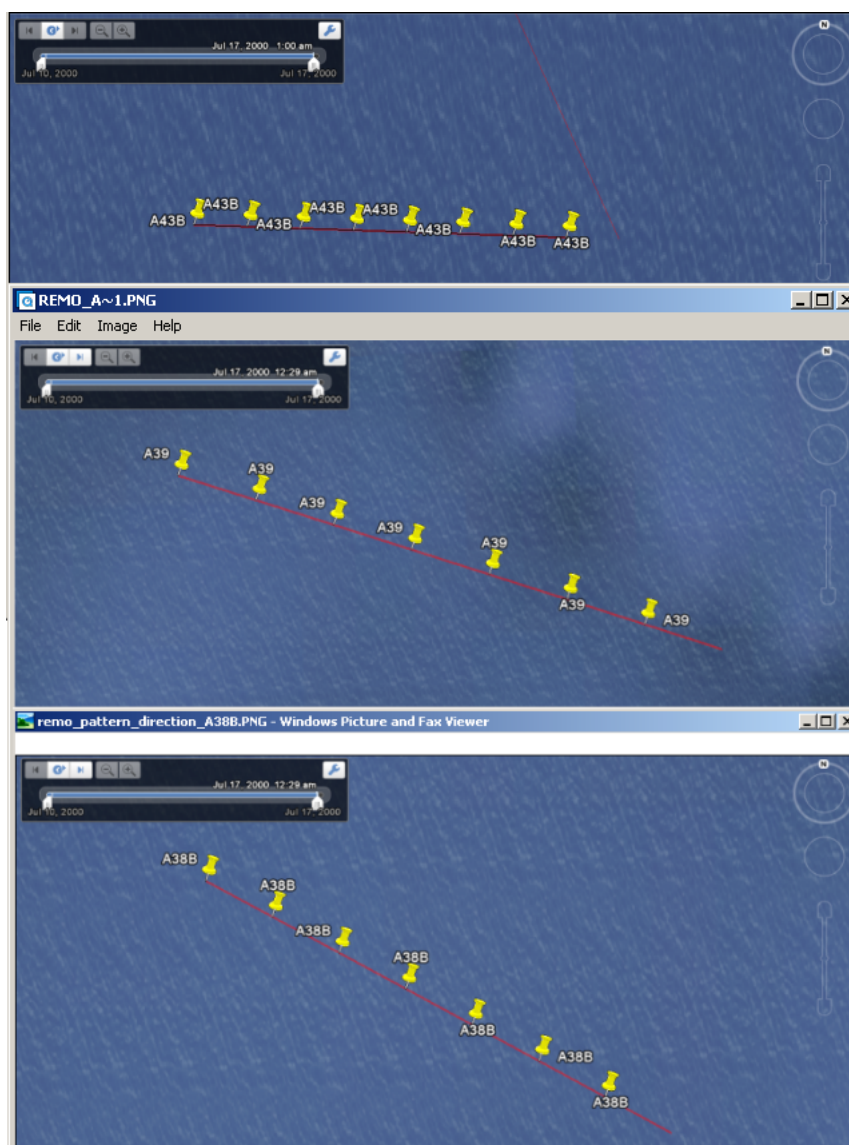 Jul 17, 2000 1:00 am
Jul 10, 2000 Jul 17, 2000
N
A43B A43B A43B A43B
A43B A43B A43B A43B
REMO_A~1.PNG
File Edit Image Help
Jul 17, 2000 12:29 am
Jul 10, 2000 Jul 17, 2000
N
A39
A39
A39
A39
A39
A39
A39
remo_pattern_direction_A38B.PNG - Windows Picture and Fax Viewer
Jul 17, 2000 12:29 am
Jul 10, 2000 Jul 17, 2000
N
A38B
A38B
A38B
A38B
A38B
A38B
A38B